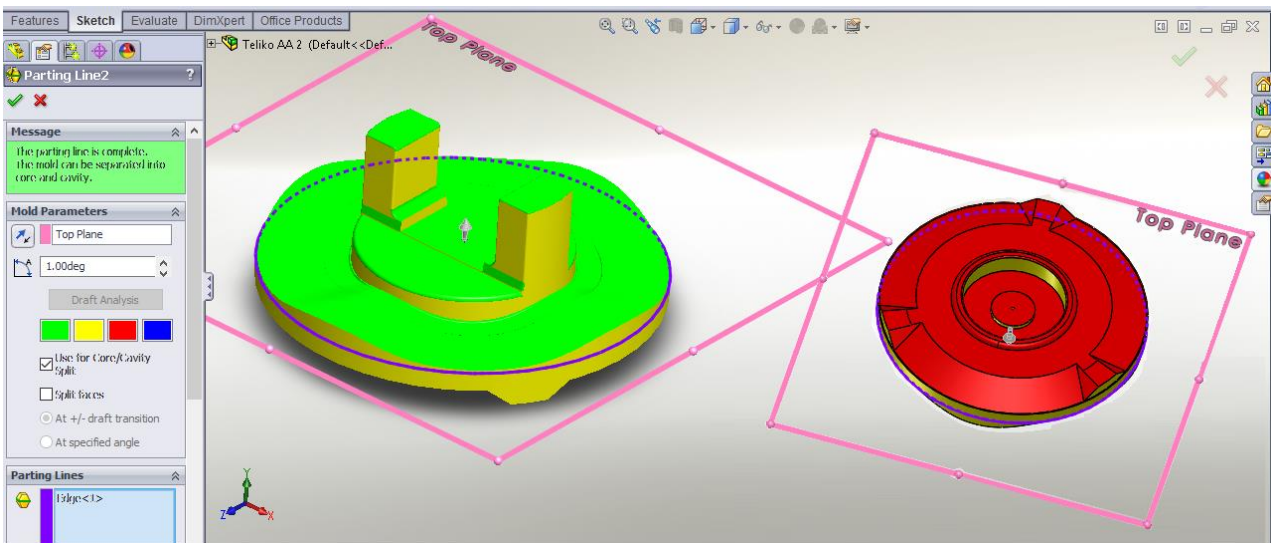 Features Sketch Evaluate DimXpert Office Products
Teliko AA 2 (Default<<Def...
Parting Line2 ?
Message
The parting line is complete.
The mold can be separated into
core and cavity.
Mold Parameters
Top Plane
1.00deg
Draft Analysis
Use for Core/Cavity
Split
Split faces
At +/- draft transition
At specified angle
Parting Lines
Edge<1>
Top Plane
Top Plane
Y
Z
X